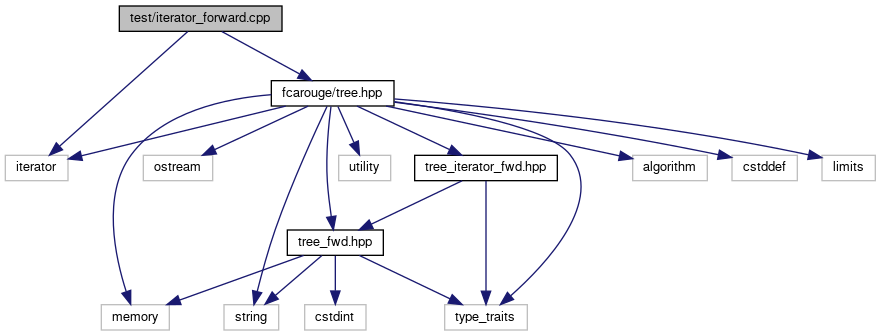 test/iterator_forward.cpp
fcarouge/tree.hpp
iterator
ostream
utility
tree_iterator_fwd.hpp
algorithm
cstddef
limits
tree_fwd.hpp
memory
string
cstdint
type_traits